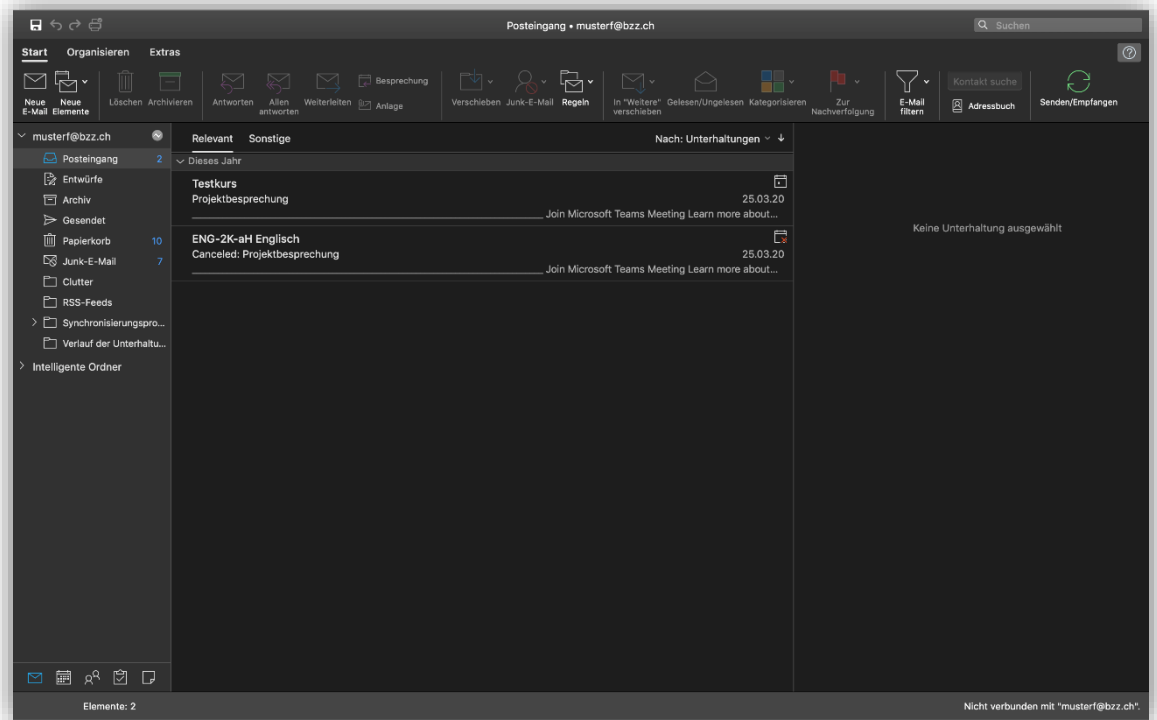 Posteingang • musterf@bzz.ch
Suchen
Start Organisieren Extras
Neue E-Mail
Neue Elemente
Löschen
Archivieren
Antworten
Allen antworten
Weiterleiten
Besprechung
Anlage
Verschieben
Junk-E-Mail
Regeln
In "Weitere" verschieben
Gelesen/Ungelesen
Kategorisieren
Zur Nachverfolgung
E-Mail filtern
Kontakt suche
Adressbuch
Senden/Empfangen
musterf@bzz.ch
Posteingang 2
Entwürfe
Archiv
Gesendet
Papierkorb 10
Junk-E-Mail 7
Clutter
RSS-Feeds
Synchronisierungspro...
Verlauf der Unterhaltu...
Intelligente Ordner
Relevant Sonstige Nach: Unterhaltungen
Dieses Jahr
Testkurs
Projektbesprechung 25.03.20
Join Microsoft Teams Meeting Learn more about...
ENG-2K-aH Englisch
Canceled: Projektbesprechung 25.03.20
Join Microsoft Teams Meeting Learn more about...
Keine Unterhaltung ausgewählt
Elemente: 2
Nicht verbunden mit "musterf@bzz.ch".